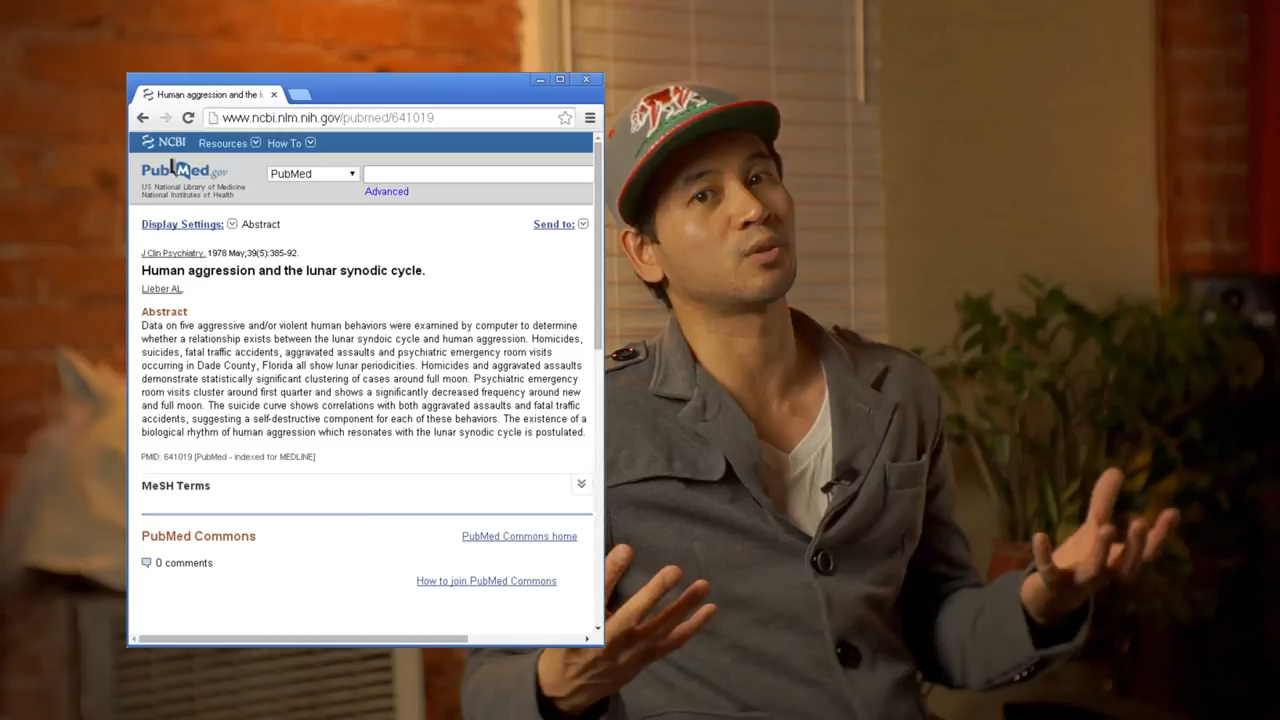 Human aggression and the l
www.ncbi.nlm.nih.gov/pubmed/641019
NCBI Resources How To
PubMed.gov
US National Library of Medicine
National Institutes of Health
PubMed
Advanced
Display Settings: Abstract Send to:
J Clin Psychiatry. 1978 May;39(5):385-92.
Human aggression and the lunar synodic cycle.
Lieber AL.
Abstract
Data on five aggressive and/or violent human behaviors were examined by computer to determine
whether a relationship exists between the lunar syndoic cycle and human aggression. Homicides,
suicides, fatal traffic accidents, aggravated assaults and psychiatric emergency room visits
occurring in Dade County, Florida all show lunar periodicities. Homicides and aggravated assaults
demonstrate statistically significant clustering of cases around full moon. Psychiatric emergency
room visits cluster around first quarter and shows a significantly decreased frequency around new
and full moon. The suicide curve shows correlations with both aggravated assaults and fatal traffic
accidents, suggesting a self-destructive component for each of these behaviors. The existence of a
biological rhythm of human aggression which resonates with the lunar synodic cycle is postulated.
PMID: 641019 [PubMed - indexed for MEDLINE]
MeSH Terms
PubMed Commons PubMed Commons home
0 comments
How to join PubMed Commons